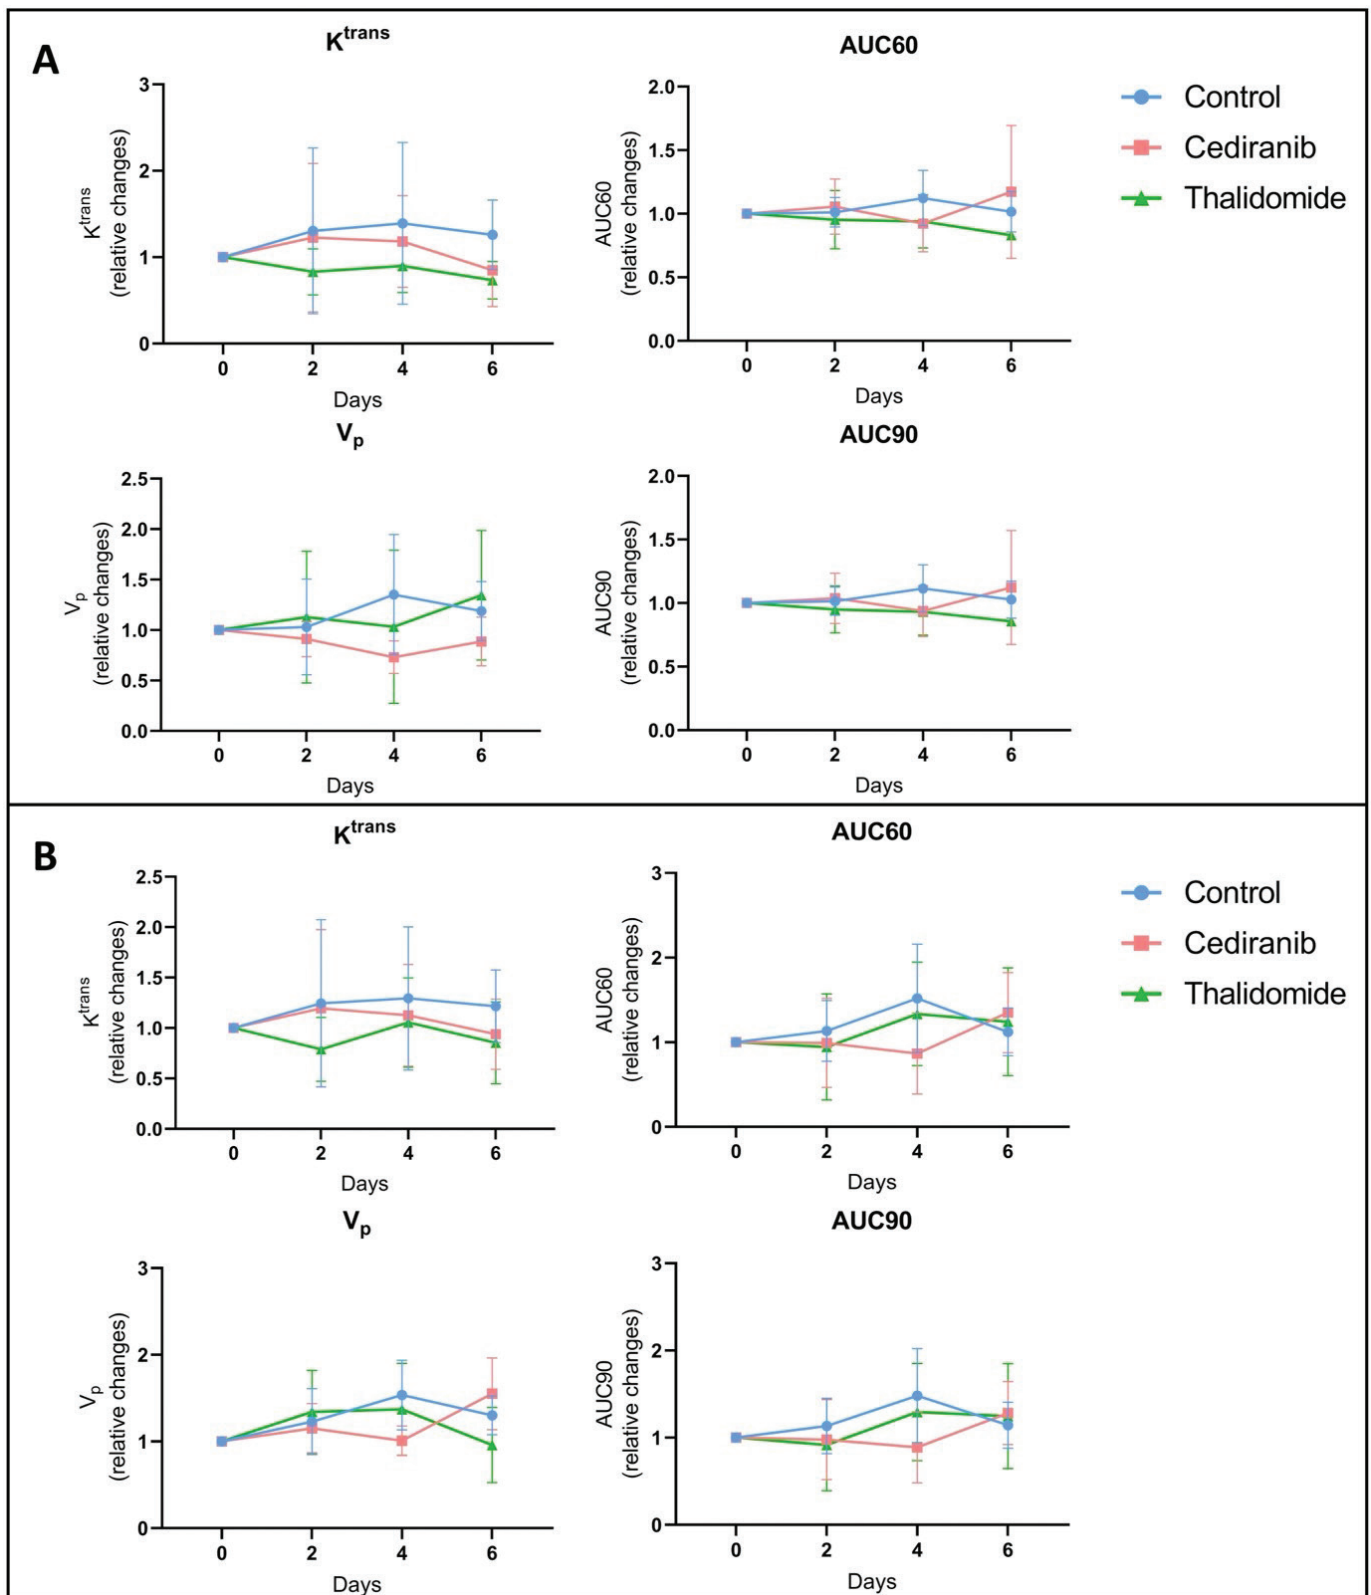 A
K^trans
3
2
1
0
K^trans
(relative changes)
0 2 4 6
Days
AUC60
2.0
1.5
1.0
0.5
0.0
AUC60
(relative changes)
0 2 4 6
Days
Control
Cediranib
Thalidomide
Vp
2.5
2.0
1.5
1.0
0.5
0.0
Vp
(relative changes)
0 2 4 6
Days
AUC90
2.0
1.5
1.0
0.5
0.0
AUC90
(relative changes)
0 2 4 6
Days
B
K^trans
2.5
2.0
1.5
1.0
0.5
0.0
K^trans
(relative changes)
0 2 4 6
Days
AUC60
3
2
1
0
AUC60
(relative changes)
0 2 4 6
Days
Control
Cediranib
Thalidomide
Vp
3
2
1
0
Vp
(relative changes)
0 2 4 6
Days
AUC90
3
2
1
0
AUC90
(relative changes)
0 2 4 6
Days